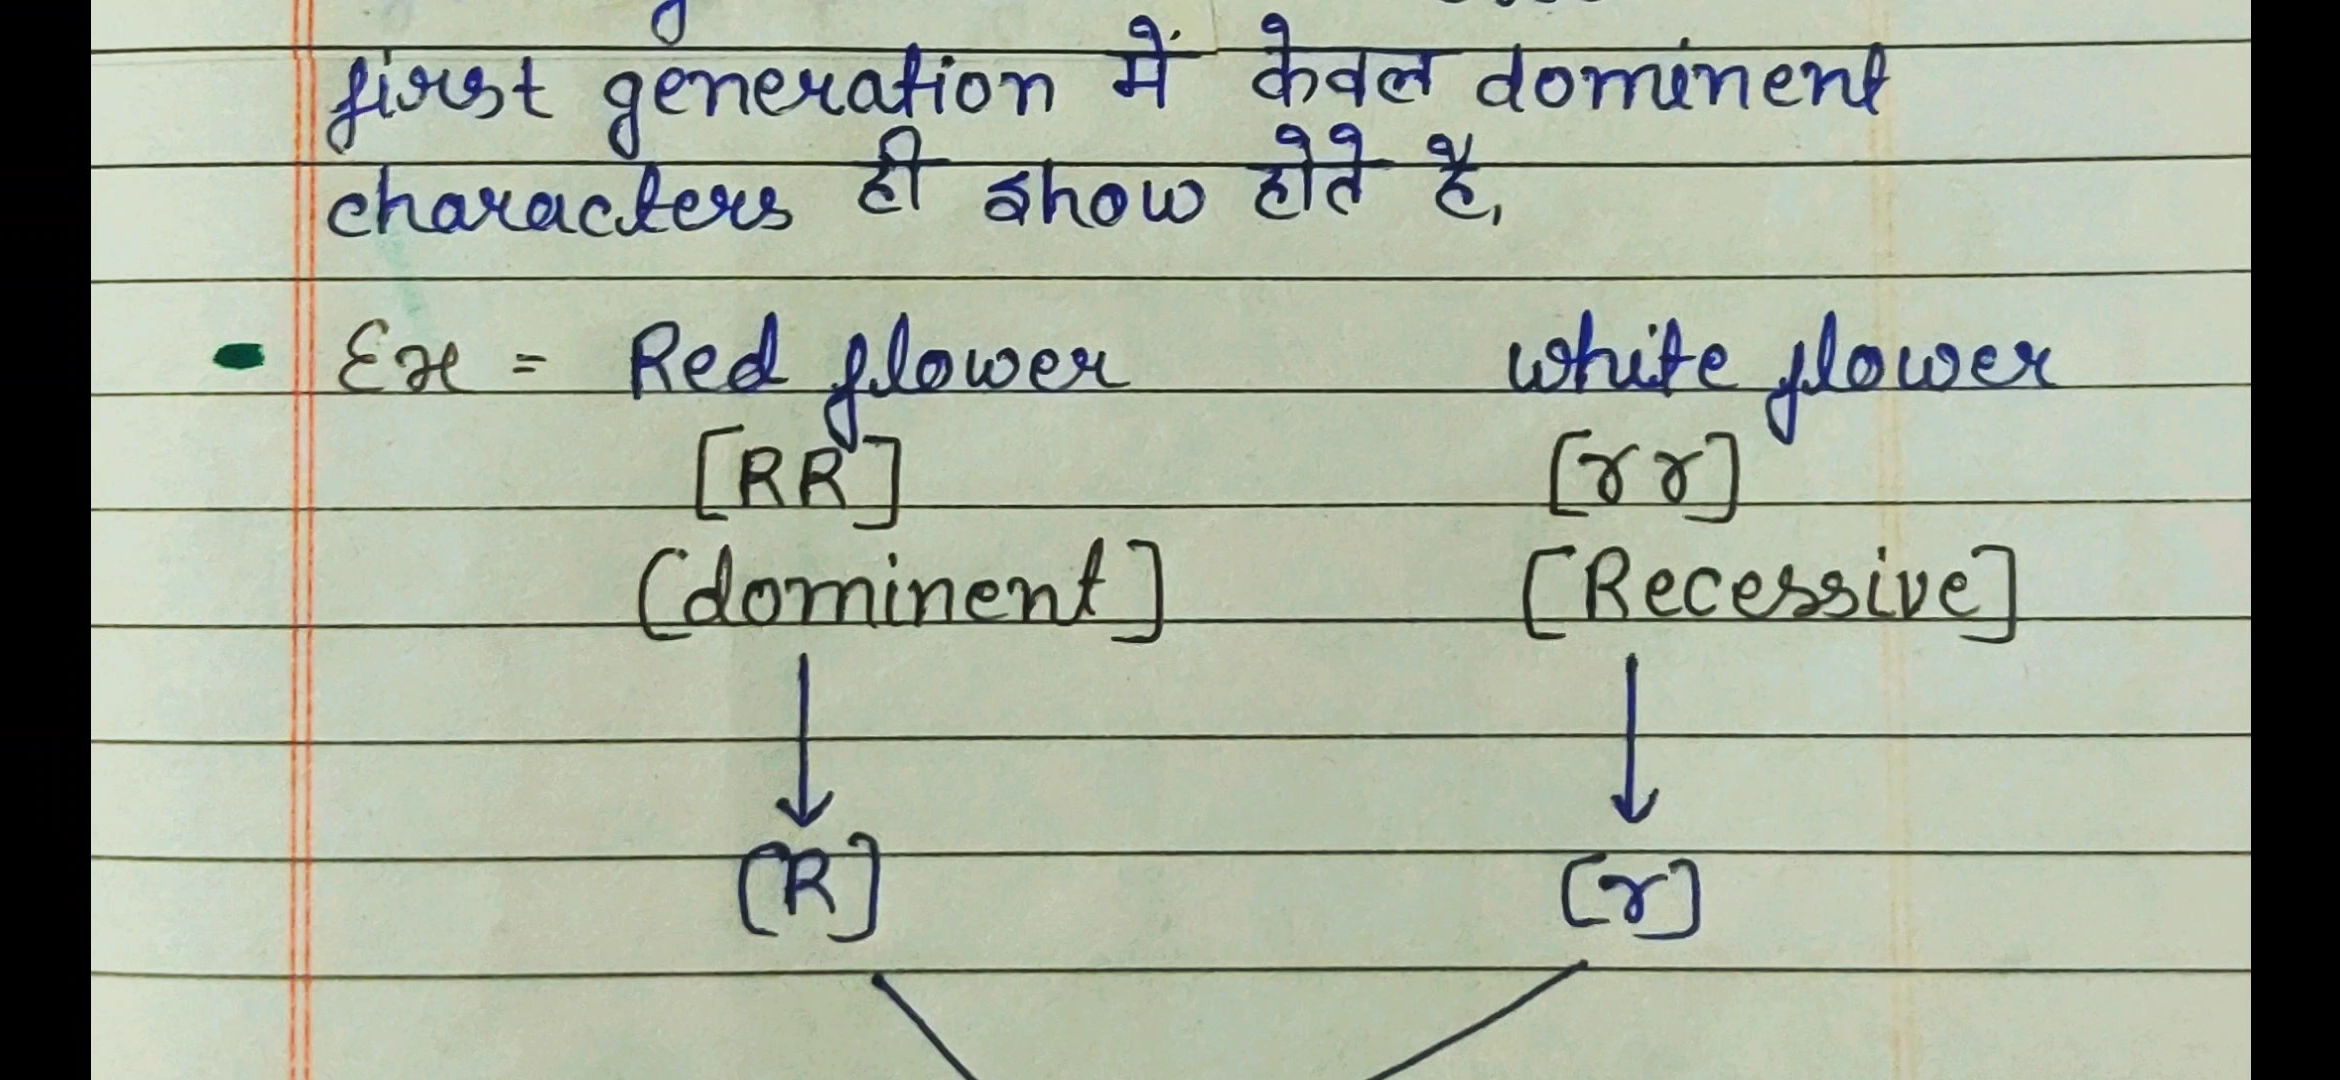 first generation में केवल dominent
characters ही show होते हैं,
Ex = Red flower white flower
[RR] [rr]
(dominent] [Recessive]
[R] [r]